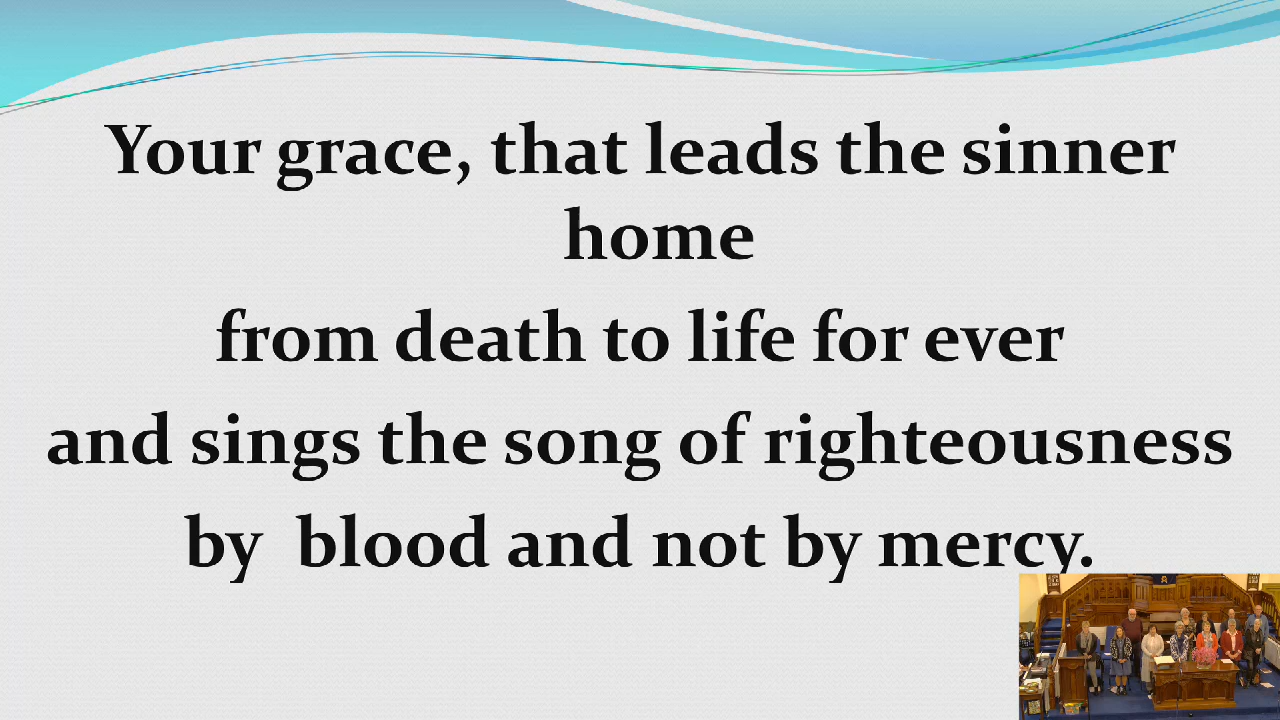 Your grace, that leads the sinner
home
from death to life for ever
and sings the song of righteousness
by  blood and not by mercy.